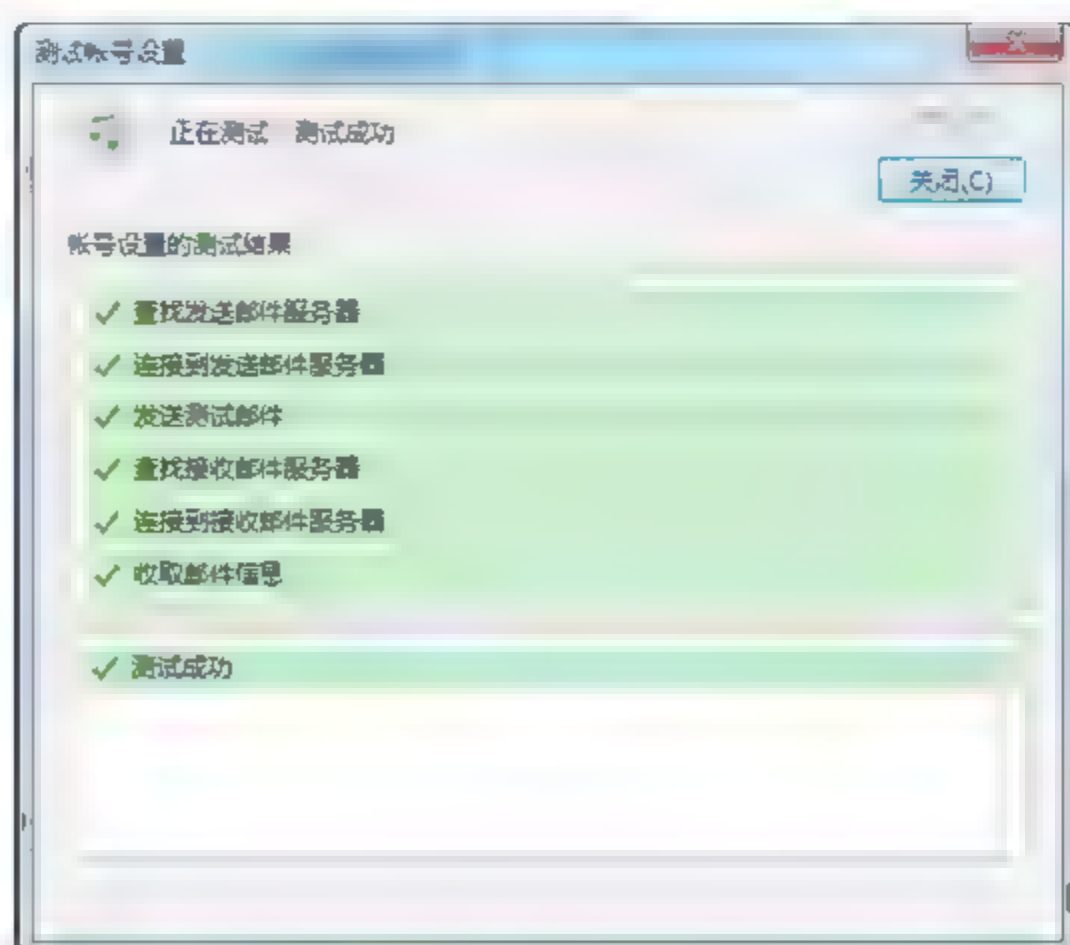 测试帐号设置
正在测试 测试成功
关闭(C)
帐号设置的测试结果
查找发送邮件服务器
连接到发送邮件服务器
发送测试邮件
查找接收邮件服务器
连接到接收邮件服务器
收取邮件信息
测试成功